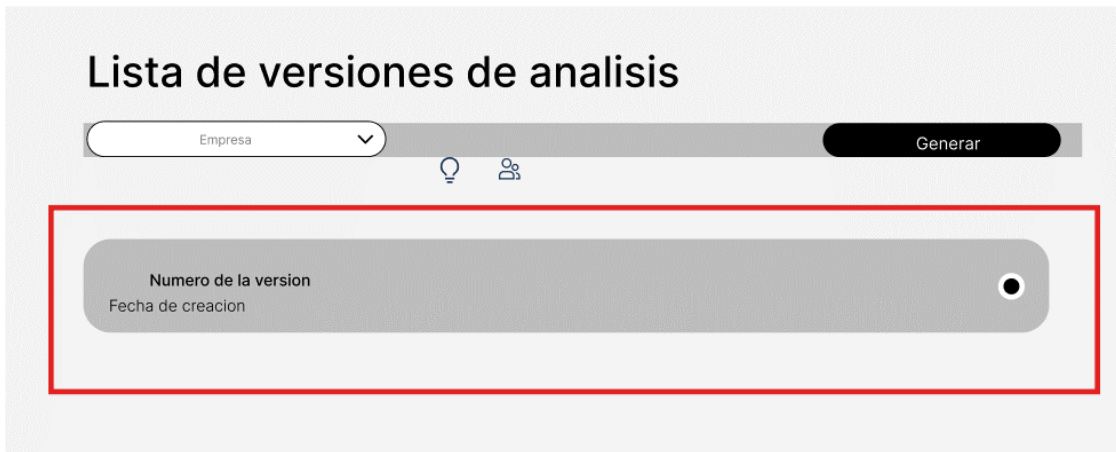 Lista de versiones de analisis
Empresa
Generar
Numero de la version
Fecha de creacion